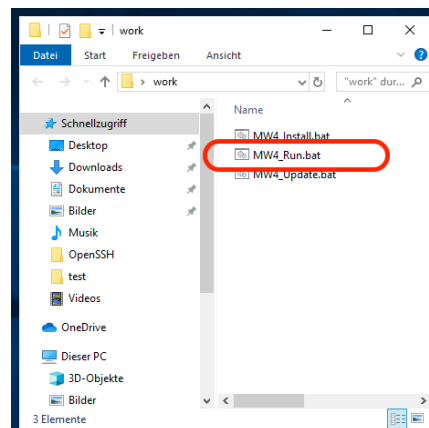 work
Datei Start Freigeben Ansicht
work "work" dur...
Name
Schnellzugriff
Desktop
Downloads
Dokumente
Bilder
Musik
OpenSSH
test
Videos
OneDrive
Dieser PC
3D-Objekte
Bilder
MW4_Install.bat
MW4_Run.bat
MW4_Update.bat
3 Elemente